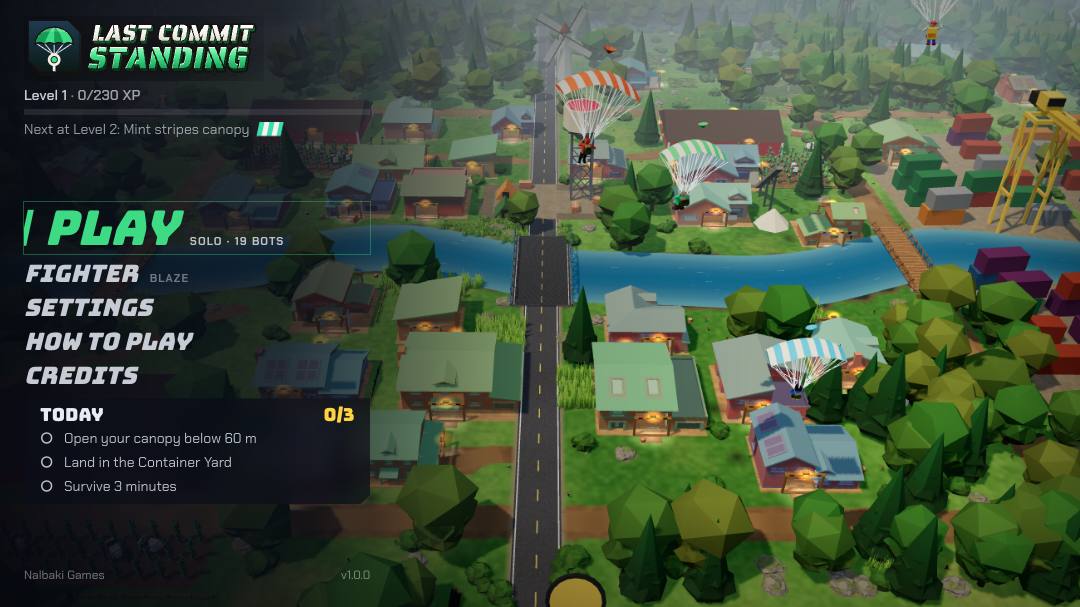 LAST COMMIT
STANDING
Level 1 · 0/230 XP
Next at Level 2: Mint stripes canopy
PLAY SOLO · 19 BOTS
FIGHTER BLAZE
SETTINGS
HOW TO PLAY
CREDITS
TODAY 0/3
Open your canopy below 60 m
Land in the Container Yard
Survive 3 minutes
Nalbaki Games v1.0.0